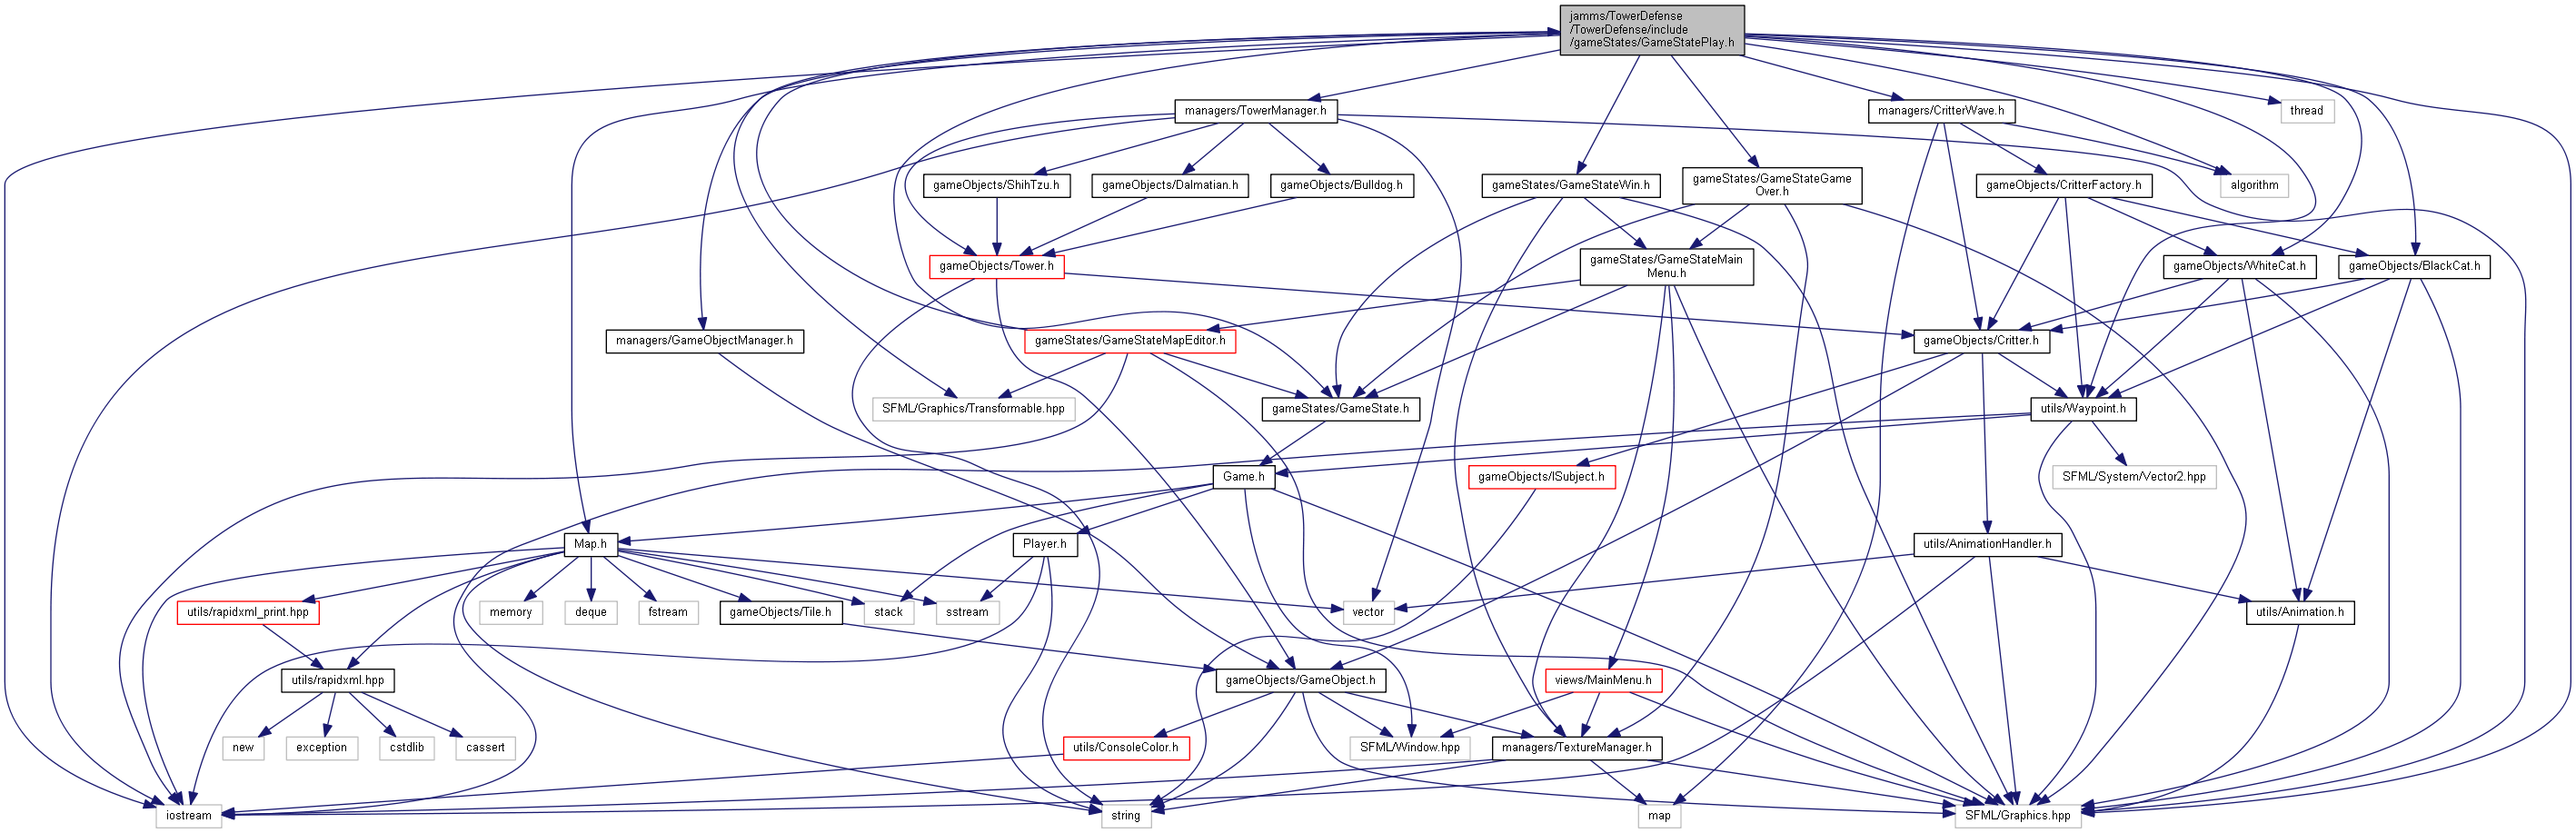 jamms/TowerDefense
/TowerDefense/include
/gameStates/GameStatePlay.h
managers/TowerManager.h
managers/CritterWave.h
thread
gameObjects/ShihTzu.h
gameObjects/Dalmatian.h
gameObjects/Bulldog.h
gameStates/GameStateWin.h
gameStates/GameStateGame
Over.h
gameObjects/CritterFactory.h
algorithm
gameObjects/Tower.h
gameStates/GameStateMain
Menu.h
gameObjects/WhiteCat.h
gameObjects/BlackCat.h
managers/GameObjectManager.h
gameStates/GameStateMapEditor.h
gameObjects/Critter.h
SFML/Graphics/Transformable.hpp
gameStates/GameState.h
utils/Waypoint.h
Game.h
gameObjects/ISubject.h
SFML/System/Vector2.hpp
Map.h
Player.h
utils/AnimationHandler.h
utils/rapidxml_print.hpp
memory
deque
fstream
gameObjects/Tile.h
stack
sstream
vector
utils/Animation.h
utils/rapidxml.hpp
gameObjects/GameObject.h
views/MainMenu.h
new
exception
cstdlib
cassert
utils/ConsoleColor.h
SFML/Window.hpp
managers/TextureManager.h
iostream
string
map
SFML/Graphics.hpp